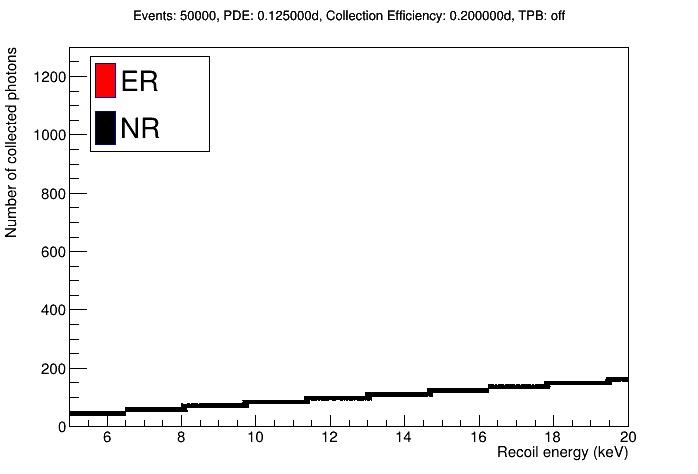 Events: 50000, PDE: 0.125000d, Collection Efficiency: 0.200000d, TPB: off
Number of collected photons
1200
1000
800
600
400
200
0
ER
NR
6 8 10 12 14 16 18 20
Recoil energy (keV)